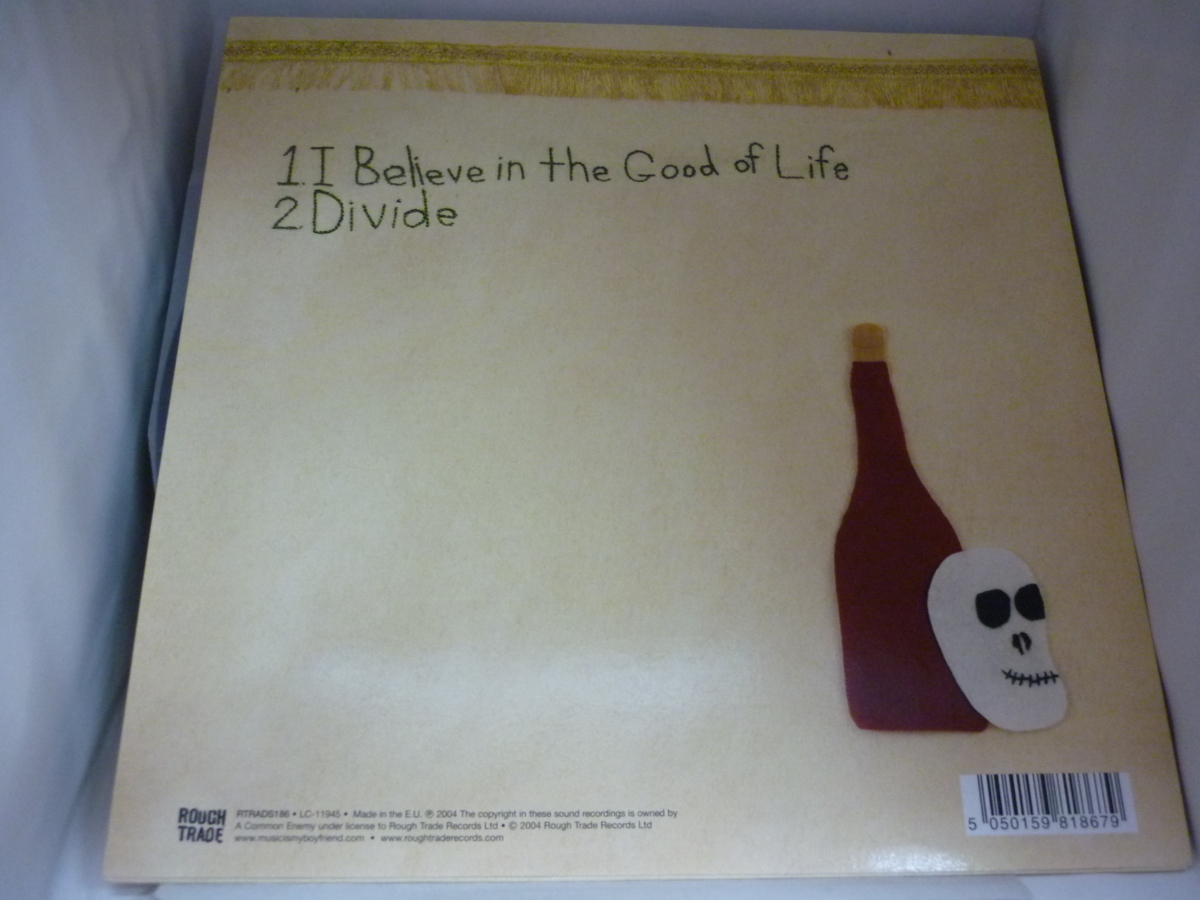 1. I Believe in the Good of Life
2. Divide
ROUGH
TRADE
RTRADS186 • LC-11945 • Made in the E.U. ℗ 2004 The copyright in these sound recordings is owned by
A Common Enemy under license to Rough Trade Records Ltd • © 2004 Rough Trade Records Ltd
www.musicismyboyfriend.com • www.roughtraderecords.com
5 050159 818679